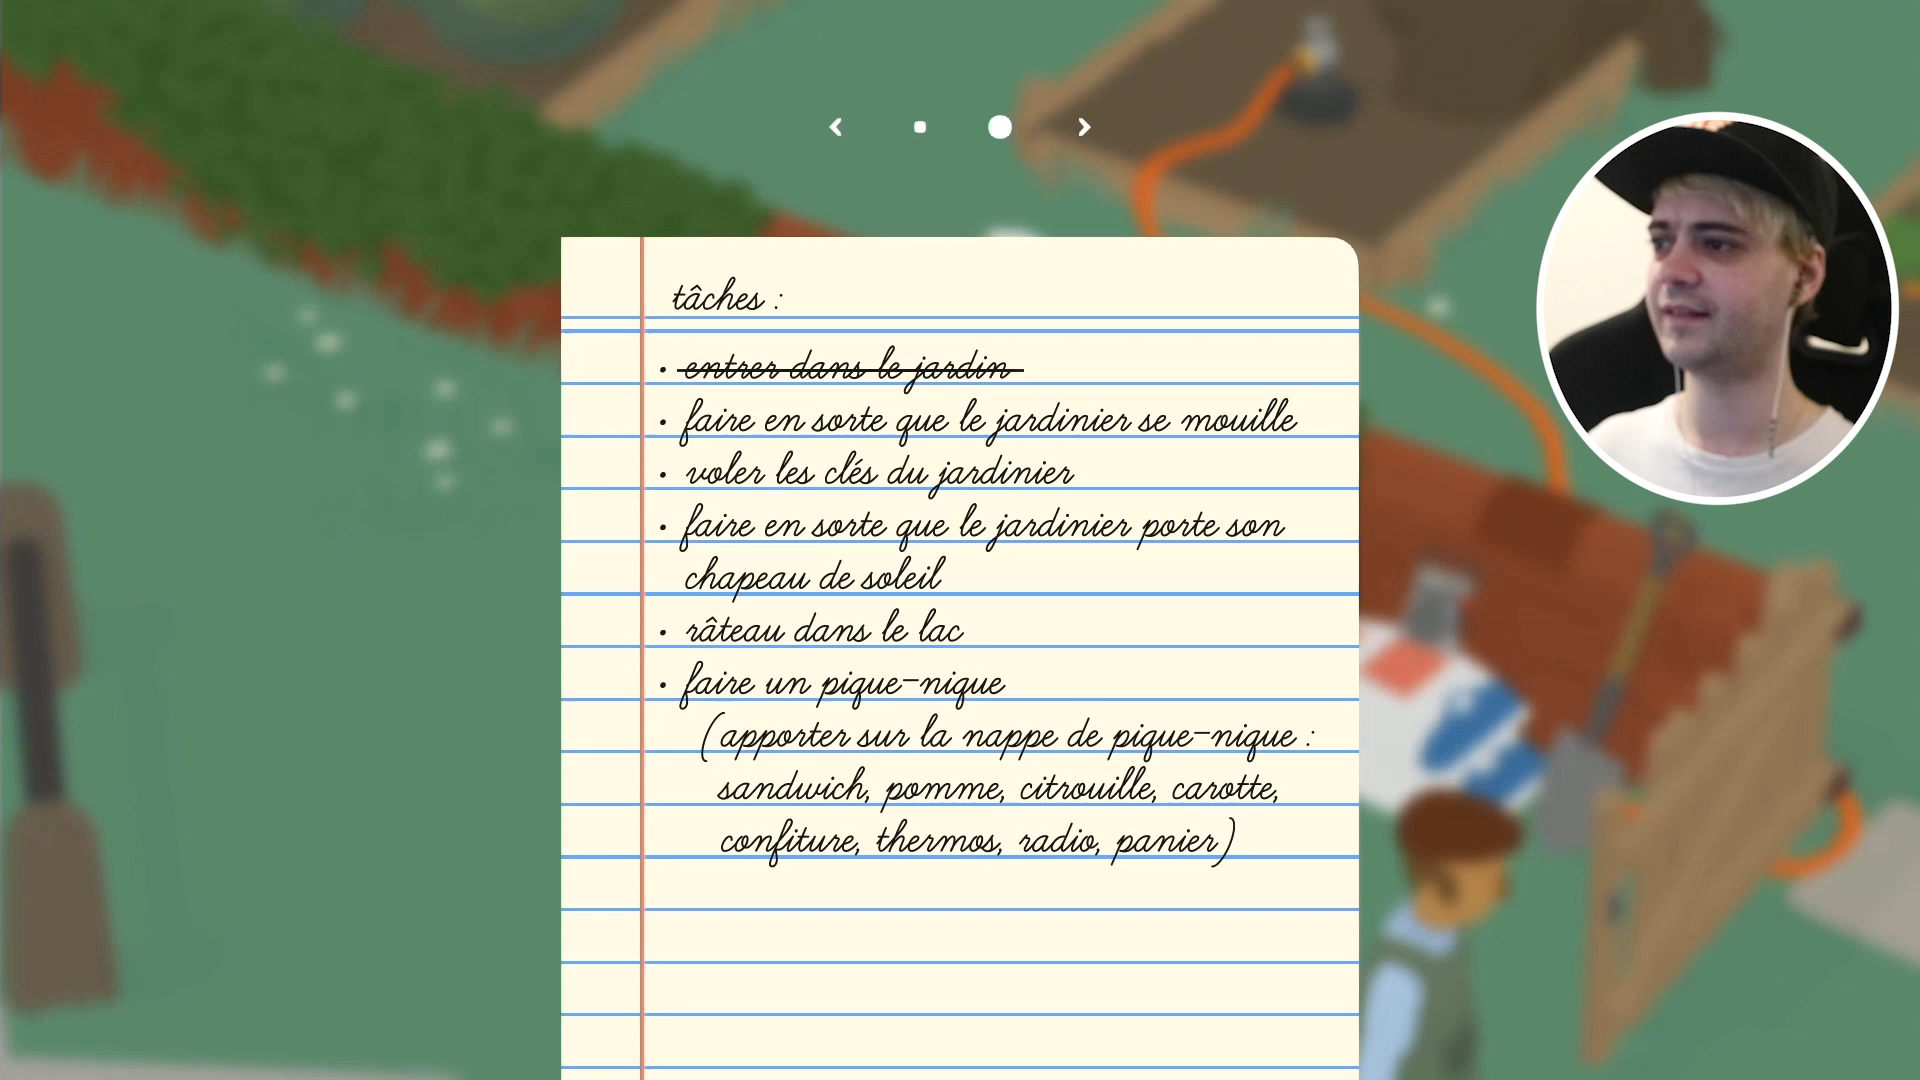 tâches :
• entrer dans le jardin
• faire en sorte que le jardinier se mouille
• voler les clés du jardinier
• faire en sorte que le jardinier porte son
chapeau de soleil
• râteau dans le lac
• faire un pique-nique
(apporter sur la nappe de pique-nique :
sandwich, pomme, citrouille, carotte,
confiture, thermos, radio, panier)